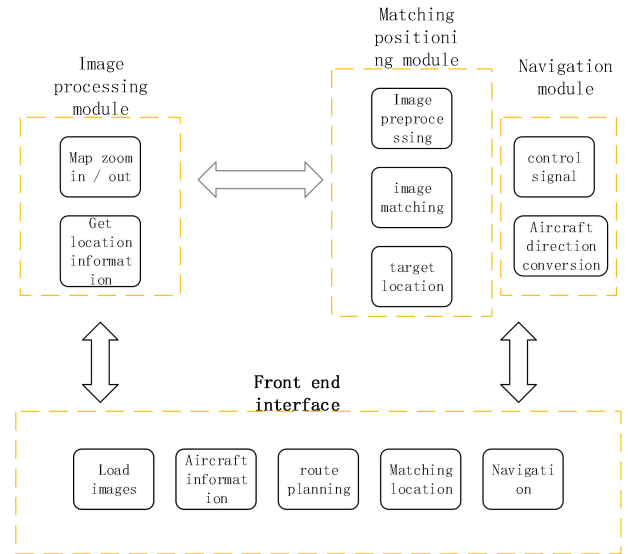 Image
processing
module
Map zoom
in / out
Get
location
informat
ion
Matching
positioni
ng module
Image
preproce
ssing
image
matching
target
location
Navigation
module
control
signal
Aircraft
direction
conversion
Front end
interface
Load
images
Aircraft
informat
ion
route
planning
Matching
location
Navigati
on